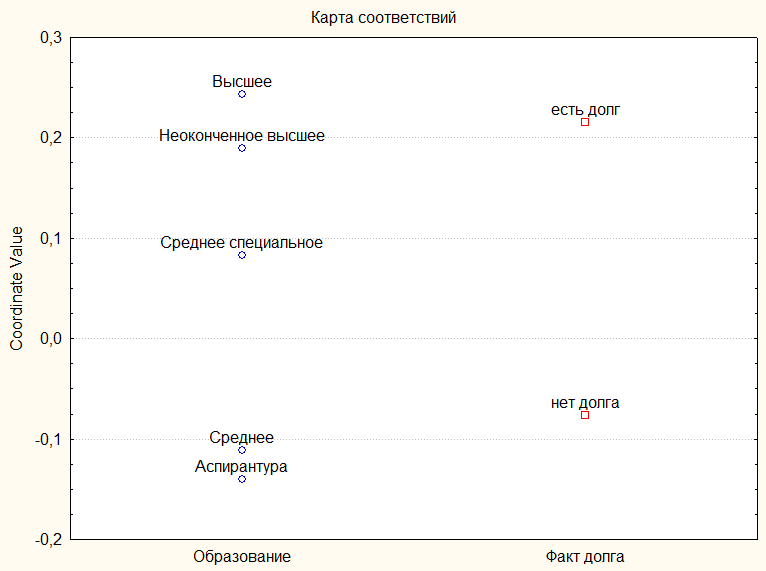 Карта соответствий
0,3
Высшее
есть долг
0,2
Неоконченное высшее
0,1
Среднее специальное
Coordinate Value
0,0
нет долга
-0,1
Среднее
Аспирантура
-0,2
Образование
Факт долга